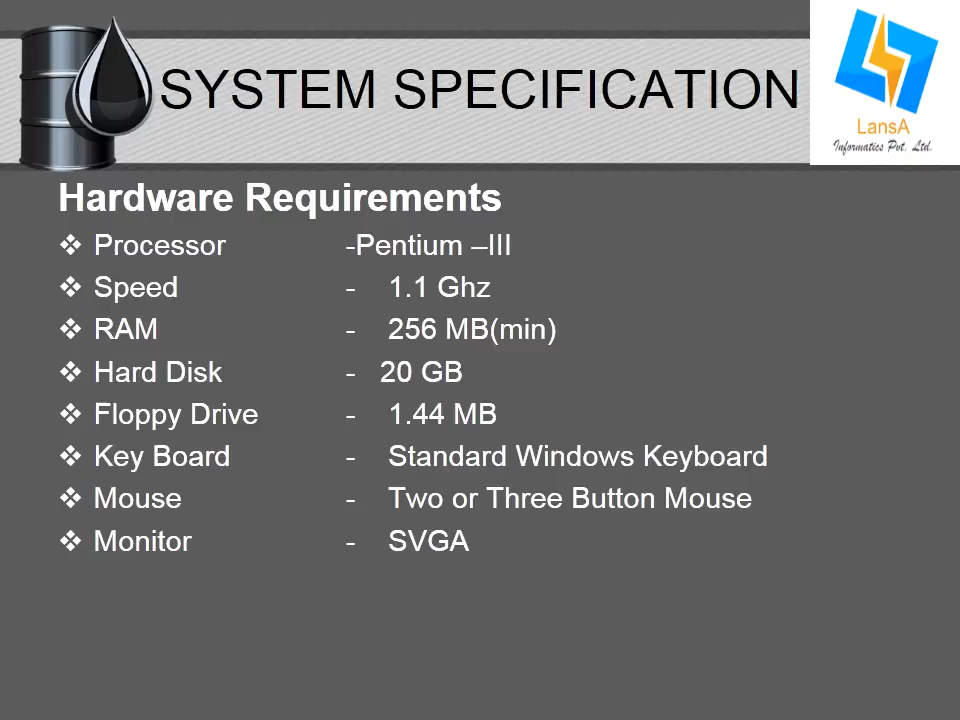 SYSTEM SPECIFICATION
LansA
Informatics Pvt. Ltd.
Hardware Requirements
❖ Processor -Pentium –III
❖ Speed - 1.1 Ghz
❖ RAM - 256 MB(min)
❖ Hard Disk - 20 GB
❖ Floppy Drive - 1.44 MB
❖ Key Board - Standard Windows Keyboard
❖ Mouse - Two or Three Button Mouse
❖ Monitor - SVGA